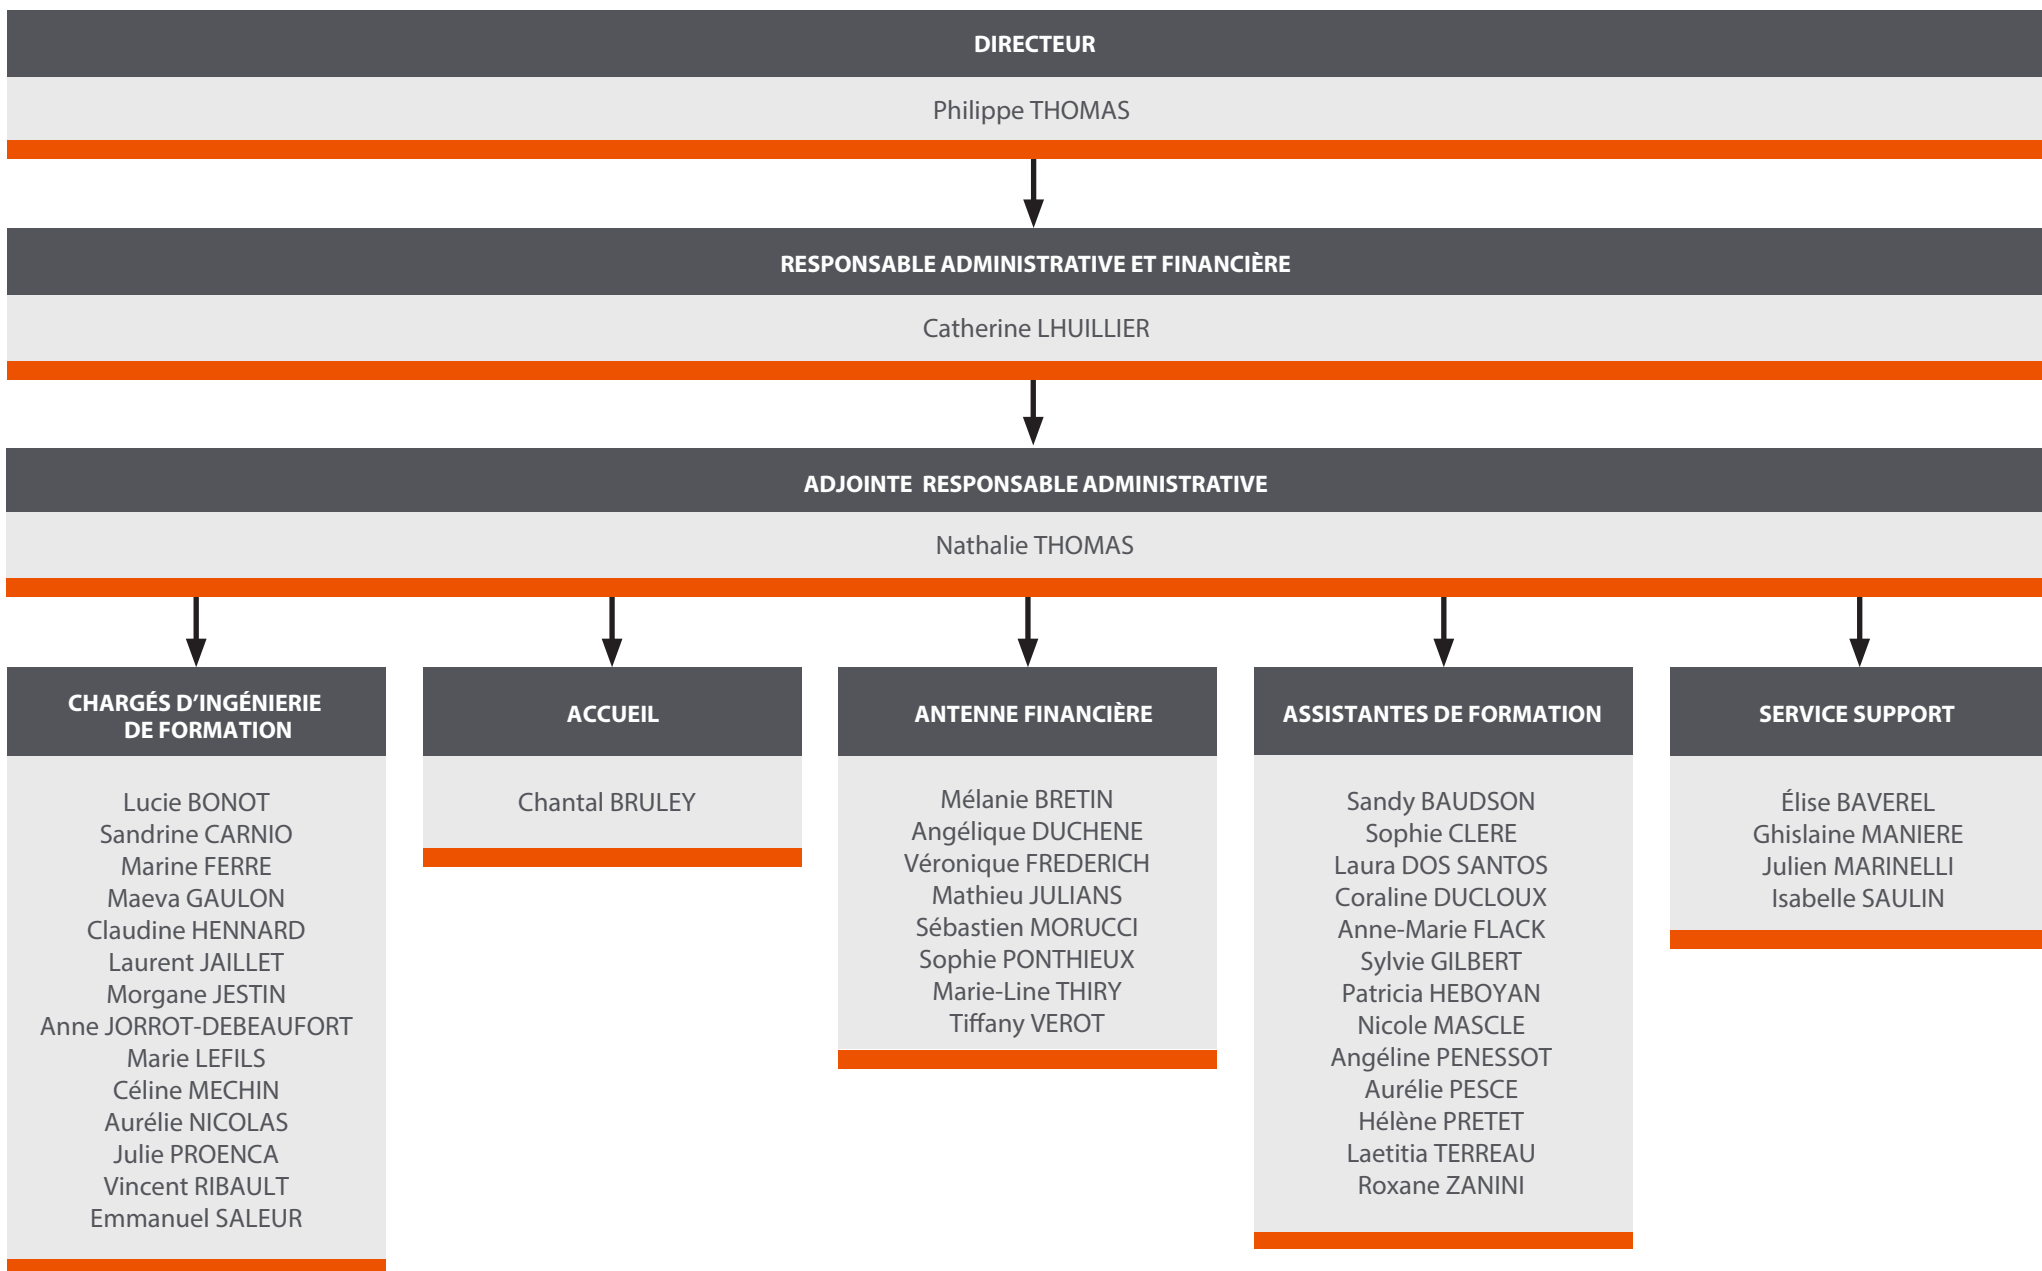 DIRECTEUR
Philippe THOMAS
RESPONSABLE ADMINISTRATIVE ET FINANCIÈRE
Catherine LHUILLIER
ADJOINTE RESPONSABLE ADMINISTRATIVE
Nathalie THOMAS
CHARGÉS D’INGÉNIERIE
DE FORMATION
Lucie BONOT
Sandrine CARNIO
Marine FERRE
Maeva GAULON
Claudine HENNARD
Laurent JAILLET
Morgane JESTIN
Anne JORROT-DEBEAUFORT
Marie LEFILS
Céline MECHIN
Aurélie NICOLAS
Julie PROENCA
Vincent RIBAULT
Emmanuel SALEUR
ACCUEIL
Chantal BRULEY
ANTENNE FINANCIÈRE
Mélanie BRETIN
Angélique DUCHENE
Véronique FREDERICH
Mathieu JULIANS
Sébastien MORUCCI
Sophie PONTHIEUX
Marie-Line THIRY
Tiffany VEROT
ASSISTANTES DE FORMATION
Sandy BAUDSON
Sophie CLERE
Laura DOS SANTOS
Coraline DUCLOUX
Anne-Marie FLACK
Sylvie GILBERT
Patricia HEBOYAN
Nicole MASCLE
Angéline PENESSOT
Aurélie PESCE
Hélène PRETET
Laetitia TERREAU
Roxane ZANINI
SERVICE SUPPORT
Élise BAVEREL
Ghislaine MANIERE
Julien MARINELLI
Isabelle SAULIN